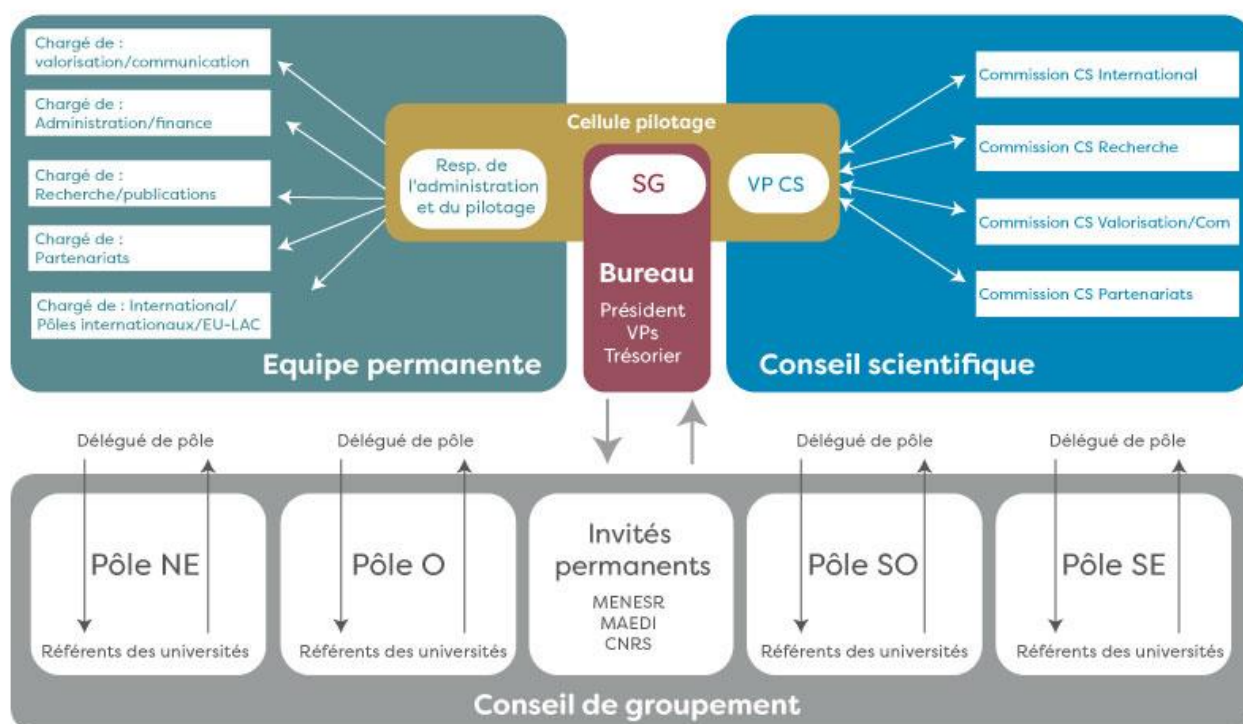 Chargé de :
valorisation/communication
Chargé de :
Administration/finance
Chargé de :
Recherche/publications
Chargé de :
Partenariats
Chargé de : International/
Pôles internationaux/EU-LAC
Equipe permanente
Cellule pilotage
Resp. de
l'administration
et du pilotage
SG
VP CS
Bureau
Président
VPs
Trésorier
Commission CS International
Commission CS Recherche
Commission CS Valorisation/Com
Commission CS Partenariats
Conseil scientifique
Délégué de pôle
Délégué de pôle
Délégué de pôle
Délégué de pôle
Pôle NE
Référents des universités
Pôle O
Référents des universités
Invités
permanents
MENESR
MAEDI
CNRS
Pôle SO
Référents des universités
Pôle SE
Référents des universités
Conseil de groupement